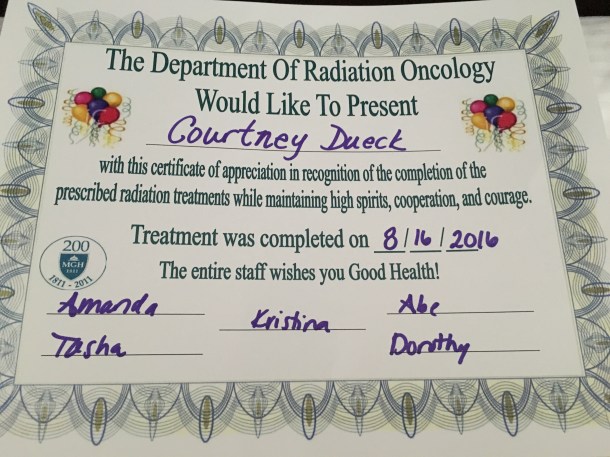 The Department Of Radiation Oncology
Would Like To Present
Courtney Dueck
with this certificate of appreciation in recognition of the completion of the
prescribed radiation treatments while maintaining high spirits, cooperation, and courage.
Treatment was completed on 8/16/2016
The entire staff wishes you Good Health!
200
MGH
1811 - 2011
Amanda
Kristina
Abe
Tasha
Dorothy